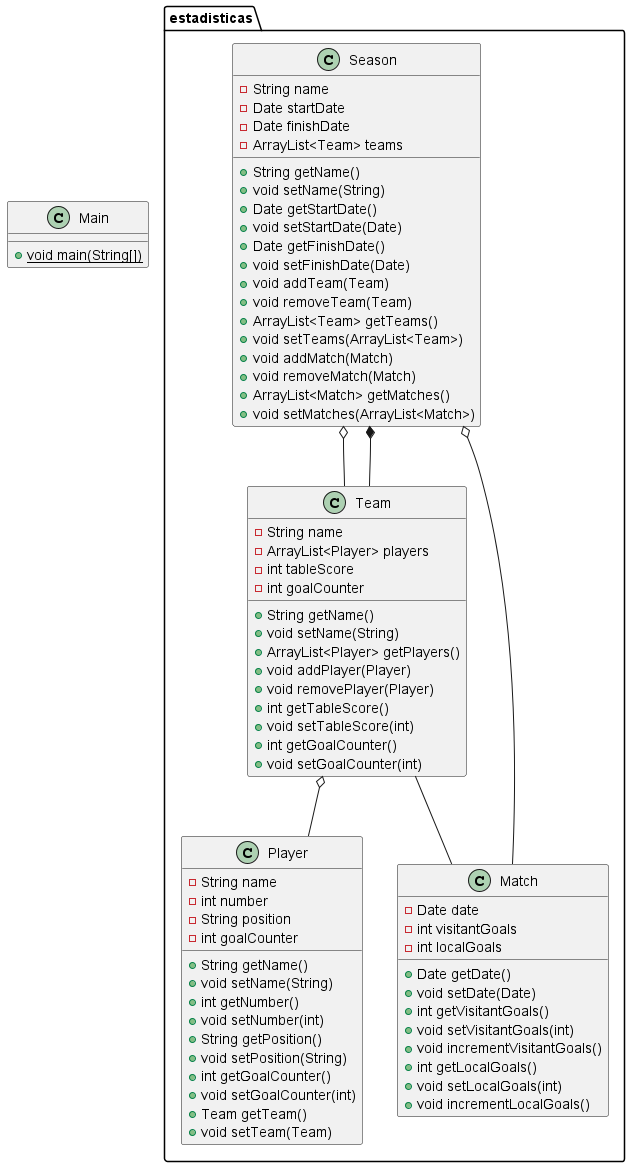 estadisticas
C Season
String name
Date startDate
Date finishDate
ArrayList<Team> teams
String getName()
void setName(String)
Date getStartDate()
void setStartDate(Date)
Date getFinishDate()
void setFinishDate(Date)
void addTeam(Team)
void removeTeam(Team)
ArrayList<Team> getTeams()
void setTeams(ArrayList<Team>)
void addMatch(Match)
void removeMatch(Match)
ArrayList<Match> getMatches()
void setMatches(ArrayList<Match>)
C Main
void main(String[])
C Team
String name
ArrayList<Player> players
int tableScore
int goalCounter
String getName()
void setName(String)
ArrayList<Player> getPlayers()
void addPlayer(Player)
void removePlayer(Player)
int getTableScore()
void setTableScore(int)
int getGoalCounter()
void setGoalCounter(int)
C Player
String name
int number
String position
int goalCounter
String getName()
void setName(String)
int getNumber()
void setNumber(int)
String getPosition()
void setPosition(String)
int getGoalCounter()
void setGoalCounter(int)
Team getTeam()
void setTeam(Team)
C Match
Date date
int visitantGoals
int localGoals
Date getDate()
void setDate(Date)
int getVisitantGoals()
void setVisitantGoals(int)
void incrementVisitantGoals()
int getLocalGoals()
void setLocalGoals(int)
void incrementLocalGoals()